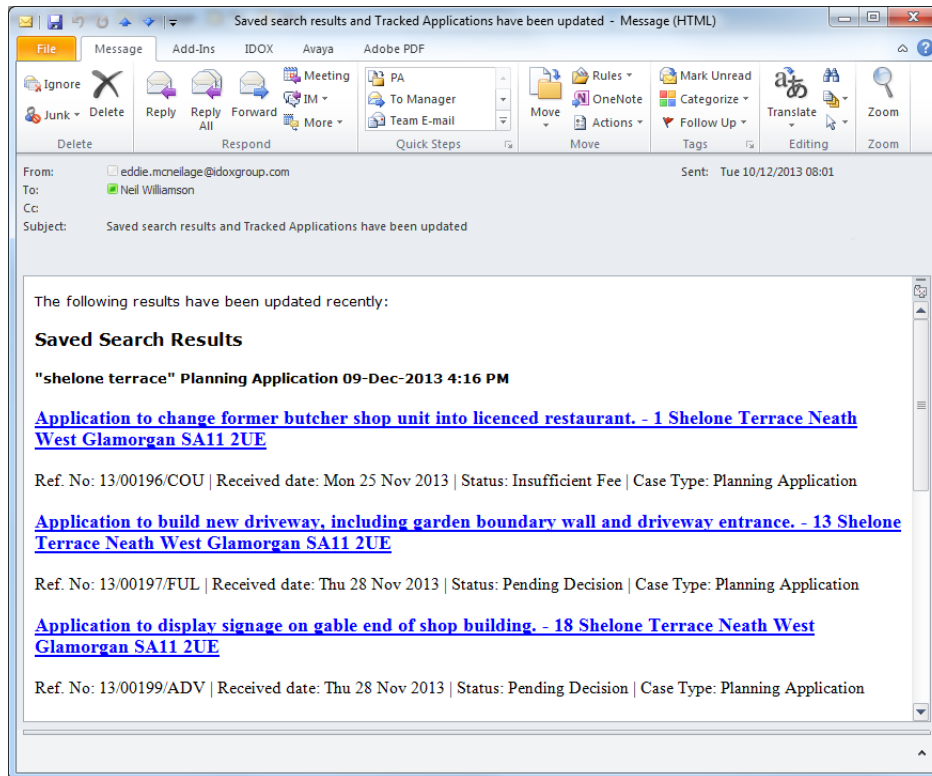 Saved search results and Tracked Applications have been updated - Message (HTML)
File Message Add-Ins IDOX Avaya Adobe PDF
Ignore
Junk
Delete
Reply
Reply All
Forward
Meeting
IM
More
PA
To Manager
Team E-mail
Move
Rules
OneNote
Actions
Mark Unread
Categorize
Follow Up
Translate
Zoom
Delete Respond Quick Steps Move Tags Editing Zoom
From: eddie.mcneilage@idoxgroup.com Sent: Tue 10/12/2013 08:01
To: Neil Williamson
Cc:
Subject: Saved search results and Tracked Applications have been updated
The following results have been updated recently:
Saved Search Results
"shelone terrace" Planning Application 09-Dec-2013 4:16 PM
Application to change former butcher shop unit into licenced restaurant. - 1 Shelone Terrace Neath
West Glamorgan SA11 2UE
Ref. No: 13/00196/COU | Received date: Mon 25 Nov 2013 | Status: Insufficient Fee | Case Type: Planning Application
Application to build new driveway, including garden boundary wall and driveway entrance. - 13 Shelone
Terrace Neath West Glamorgan SA11 2UE
Ref. No: 13/00197/FUL | Received date: Thu 28 Nov 2013 | Status: Pending Decision | Case Type: Planning Application
Application to display signage on gable end of shop building. - 18 Shelone Terrace Neath West
Glamorgan SA11 2UE
Ref. No: 13/00199/ADV | Received date: Thu 28 Nov 2013 | Status: Pending Decision | Case Type: Planning Application